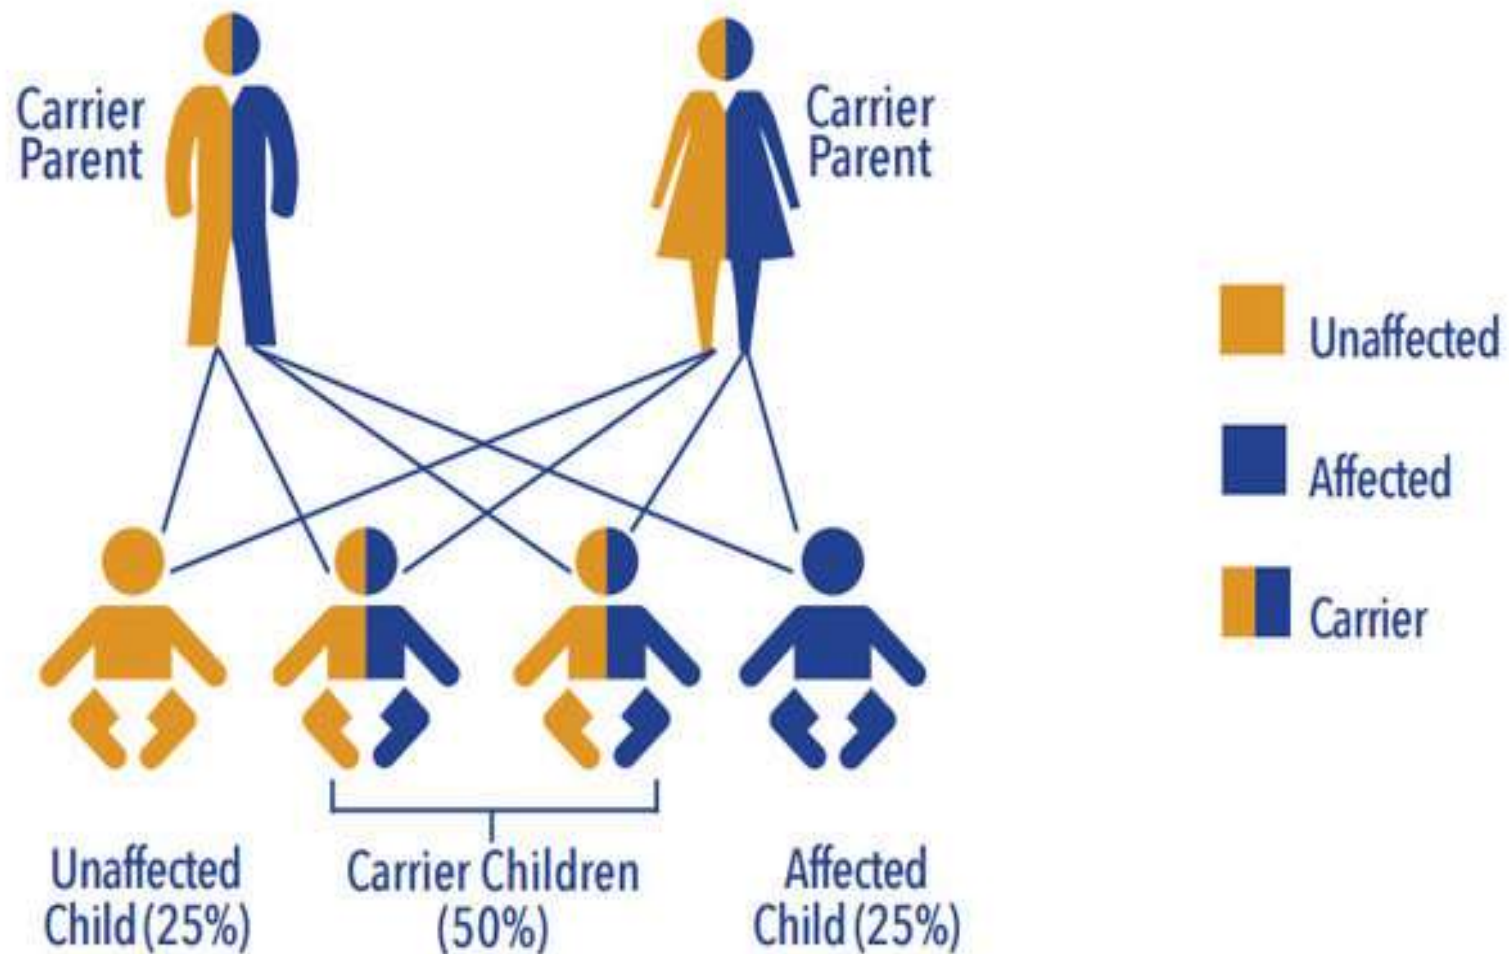 Carrier
Parent
Carrier
Parent
Unaffected
Affected
Carrier
Unaffected
Child (25%)
Carrier Children
(50%)
Affected
Child (25%)